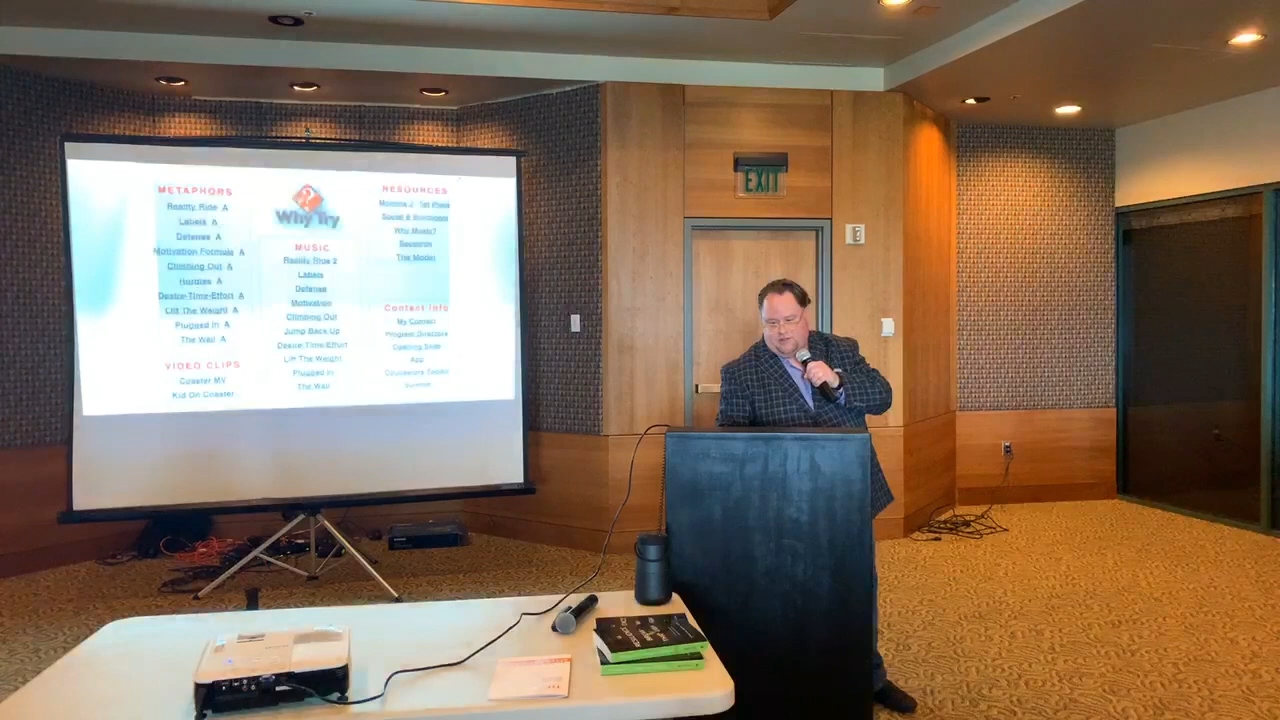 METAPHORS
Reality Ride A
Labels A
Defense A
Motivation Formula A
Climbing Out A
Hurdles A
Desire-Time-Effort A
Lift The Weight A
Plugged In A
The Wall A
VIDEO CLIPS
Coaster MV
Kid On Coaster
?
Why Try
MUSIC
Reality Ride 2
Labels
Defense
Motivation
Climbing Out
Jump Back Up
Desire-Time-Effort
Lift The Weight
Plugged In
The Wall
RESOURCES
Social & Emotional
Why Music?
The Model
Contact Info
My Contact
Program Directors
App
EXIT